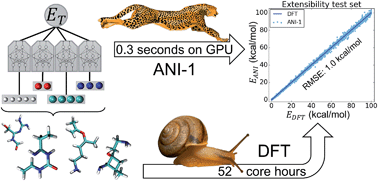 E_T
0.3 seconds on GPU
ANI-1
Extensibility test set
DFT
ANI-1
RMSE: 1.0 kcal/mol
E_ANI (kcal/mol)
100
80
60
40
20
0
0 20 40 60 80 100
E_DFT (kcal/mol)
DFT
52 core hours